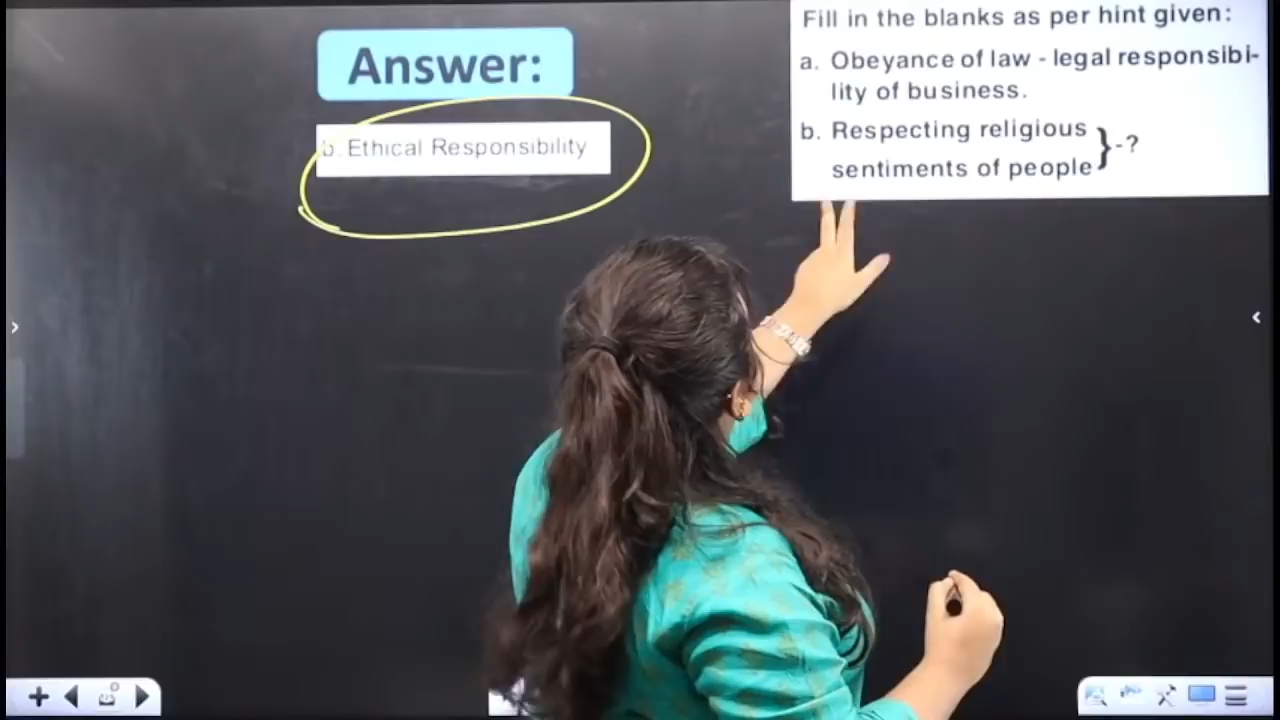 Answer:
b. Ethical Responsibility
Fill in the blanks as per hint given:
a. Obeyance of law - legal responsibi-
lity of business.
b. Respecting religious
sentiments of people } -?